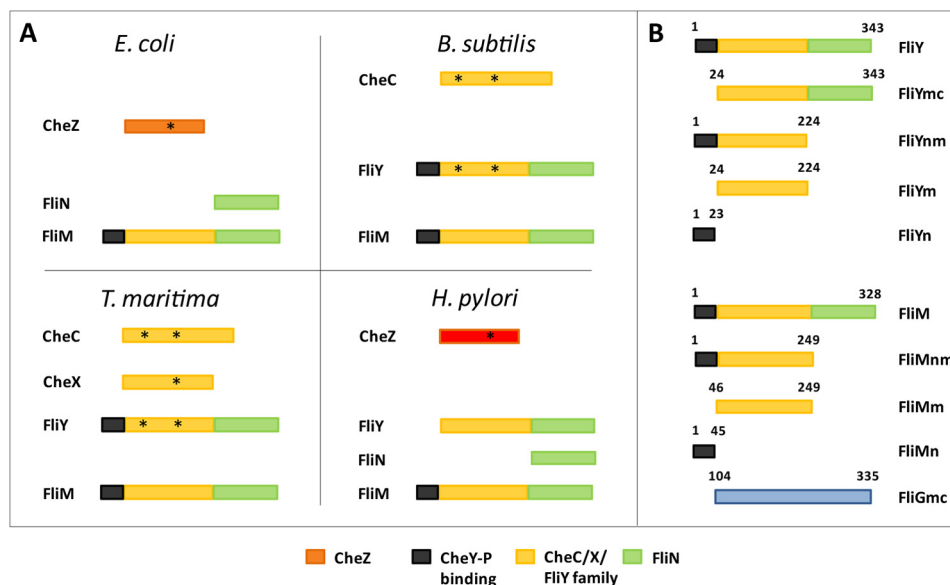 A
E. coli
CheZ
*
FliN
FliM
B. subtilis
CheC
* *
FliY
* *
FliM
T. maritima
CheC
* *
CheX
*
FliY
* *
FliM
H. pylori
CheZ
*
FliY
FliN
FliM
B
1 343
FliY
24 343
FliYmc
1 224
FliYnm
24 224
FliYm
1 23
FliYn
1 328
FliM
1 249
FliMnm
46 249
FliMm
1 45
FliMn
104 335
FliGmc
CheZ
CheY-P
binding
CheC/X/
FliY family
FliN